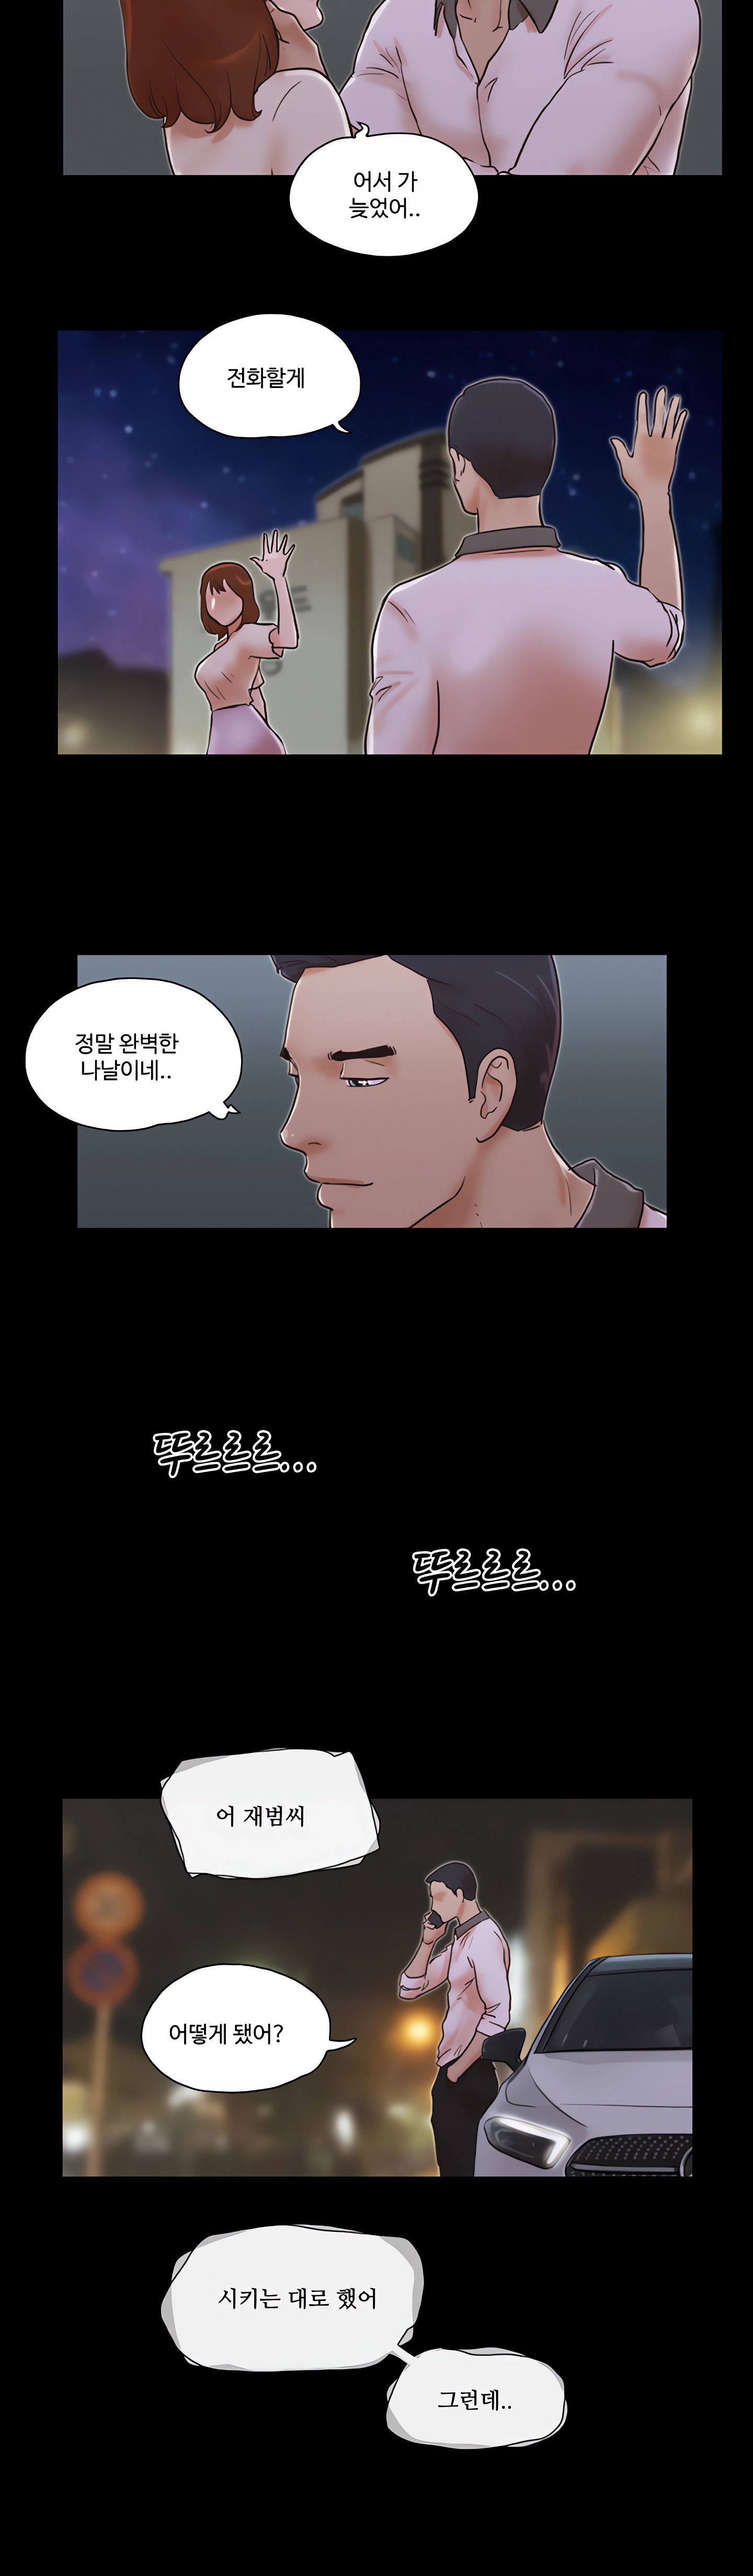 어서 가
늦었어..
전화할게
정말 완벽한
나날이네..
뚜르르르...
뚜르르르...
어 재범씨
어떻게 됐어?
시키는 대로 했어
그런데..